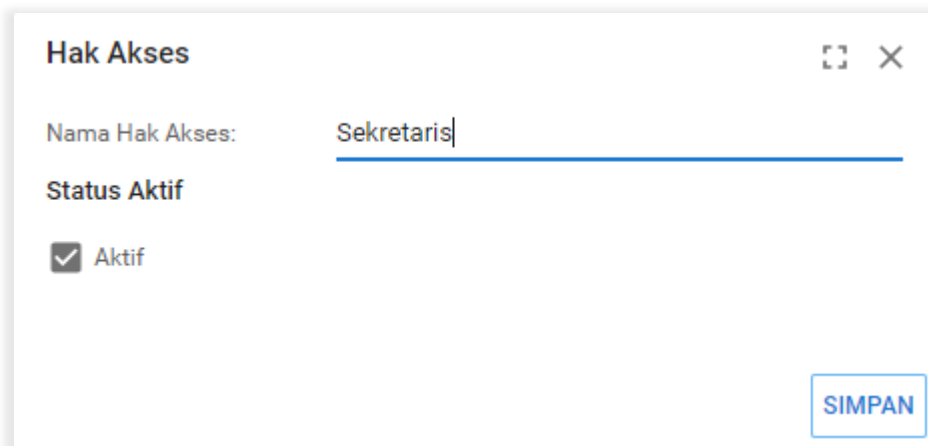 Hak Akses
Nama Hak Akses: Sekretaris
Status Aktif
Aktif
SIMPAN